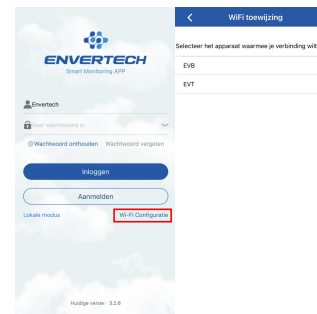 ENVERTECH
Smart Monitoring APP
Envertech
Voer wachtwoord in
Wachtwoord onthouden Wachtwoord vergeten
Inloggen
Aanmelden
Lokale modus Wi-Fi Configuratie
Huidige versie: 3.2.6
WiFi toewijzing
Selecteer het apparaat waarmee je verbinding wilt
EVB
EVT